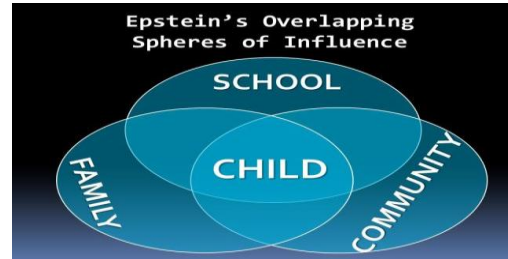 Epstein's Overlapping
Spheres of Influence
SCHOOL
FAMILY
CHILD
COMMUNITY